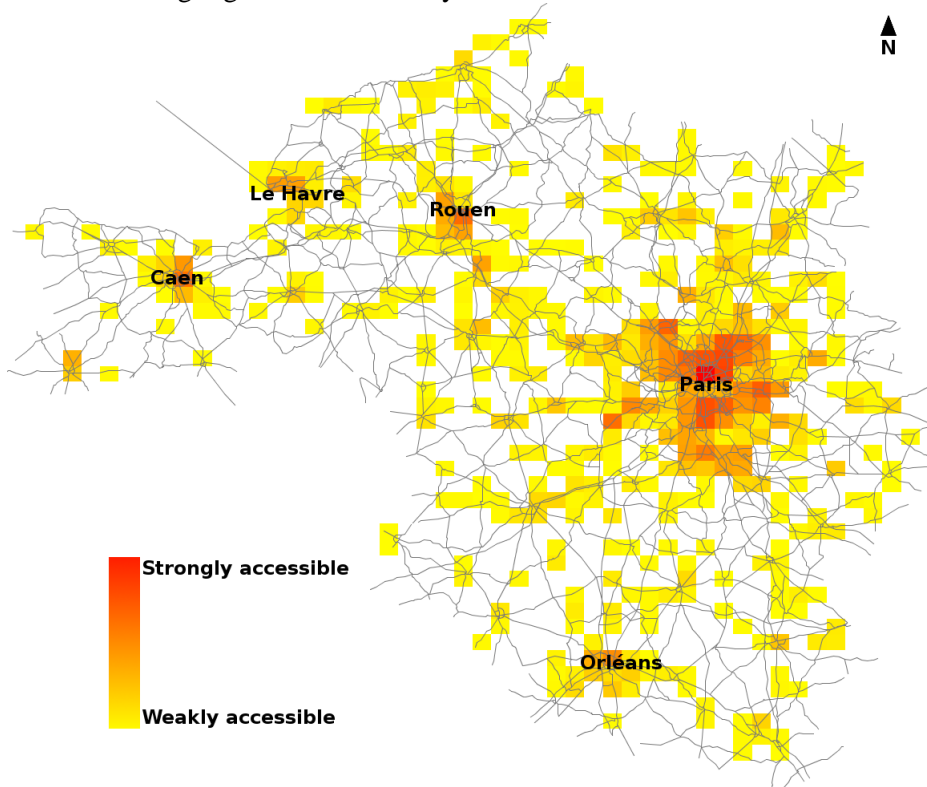 N
Le Havre
Rouen
Caen
Paris
Strongly accessible
Orléans
Weakly accessible